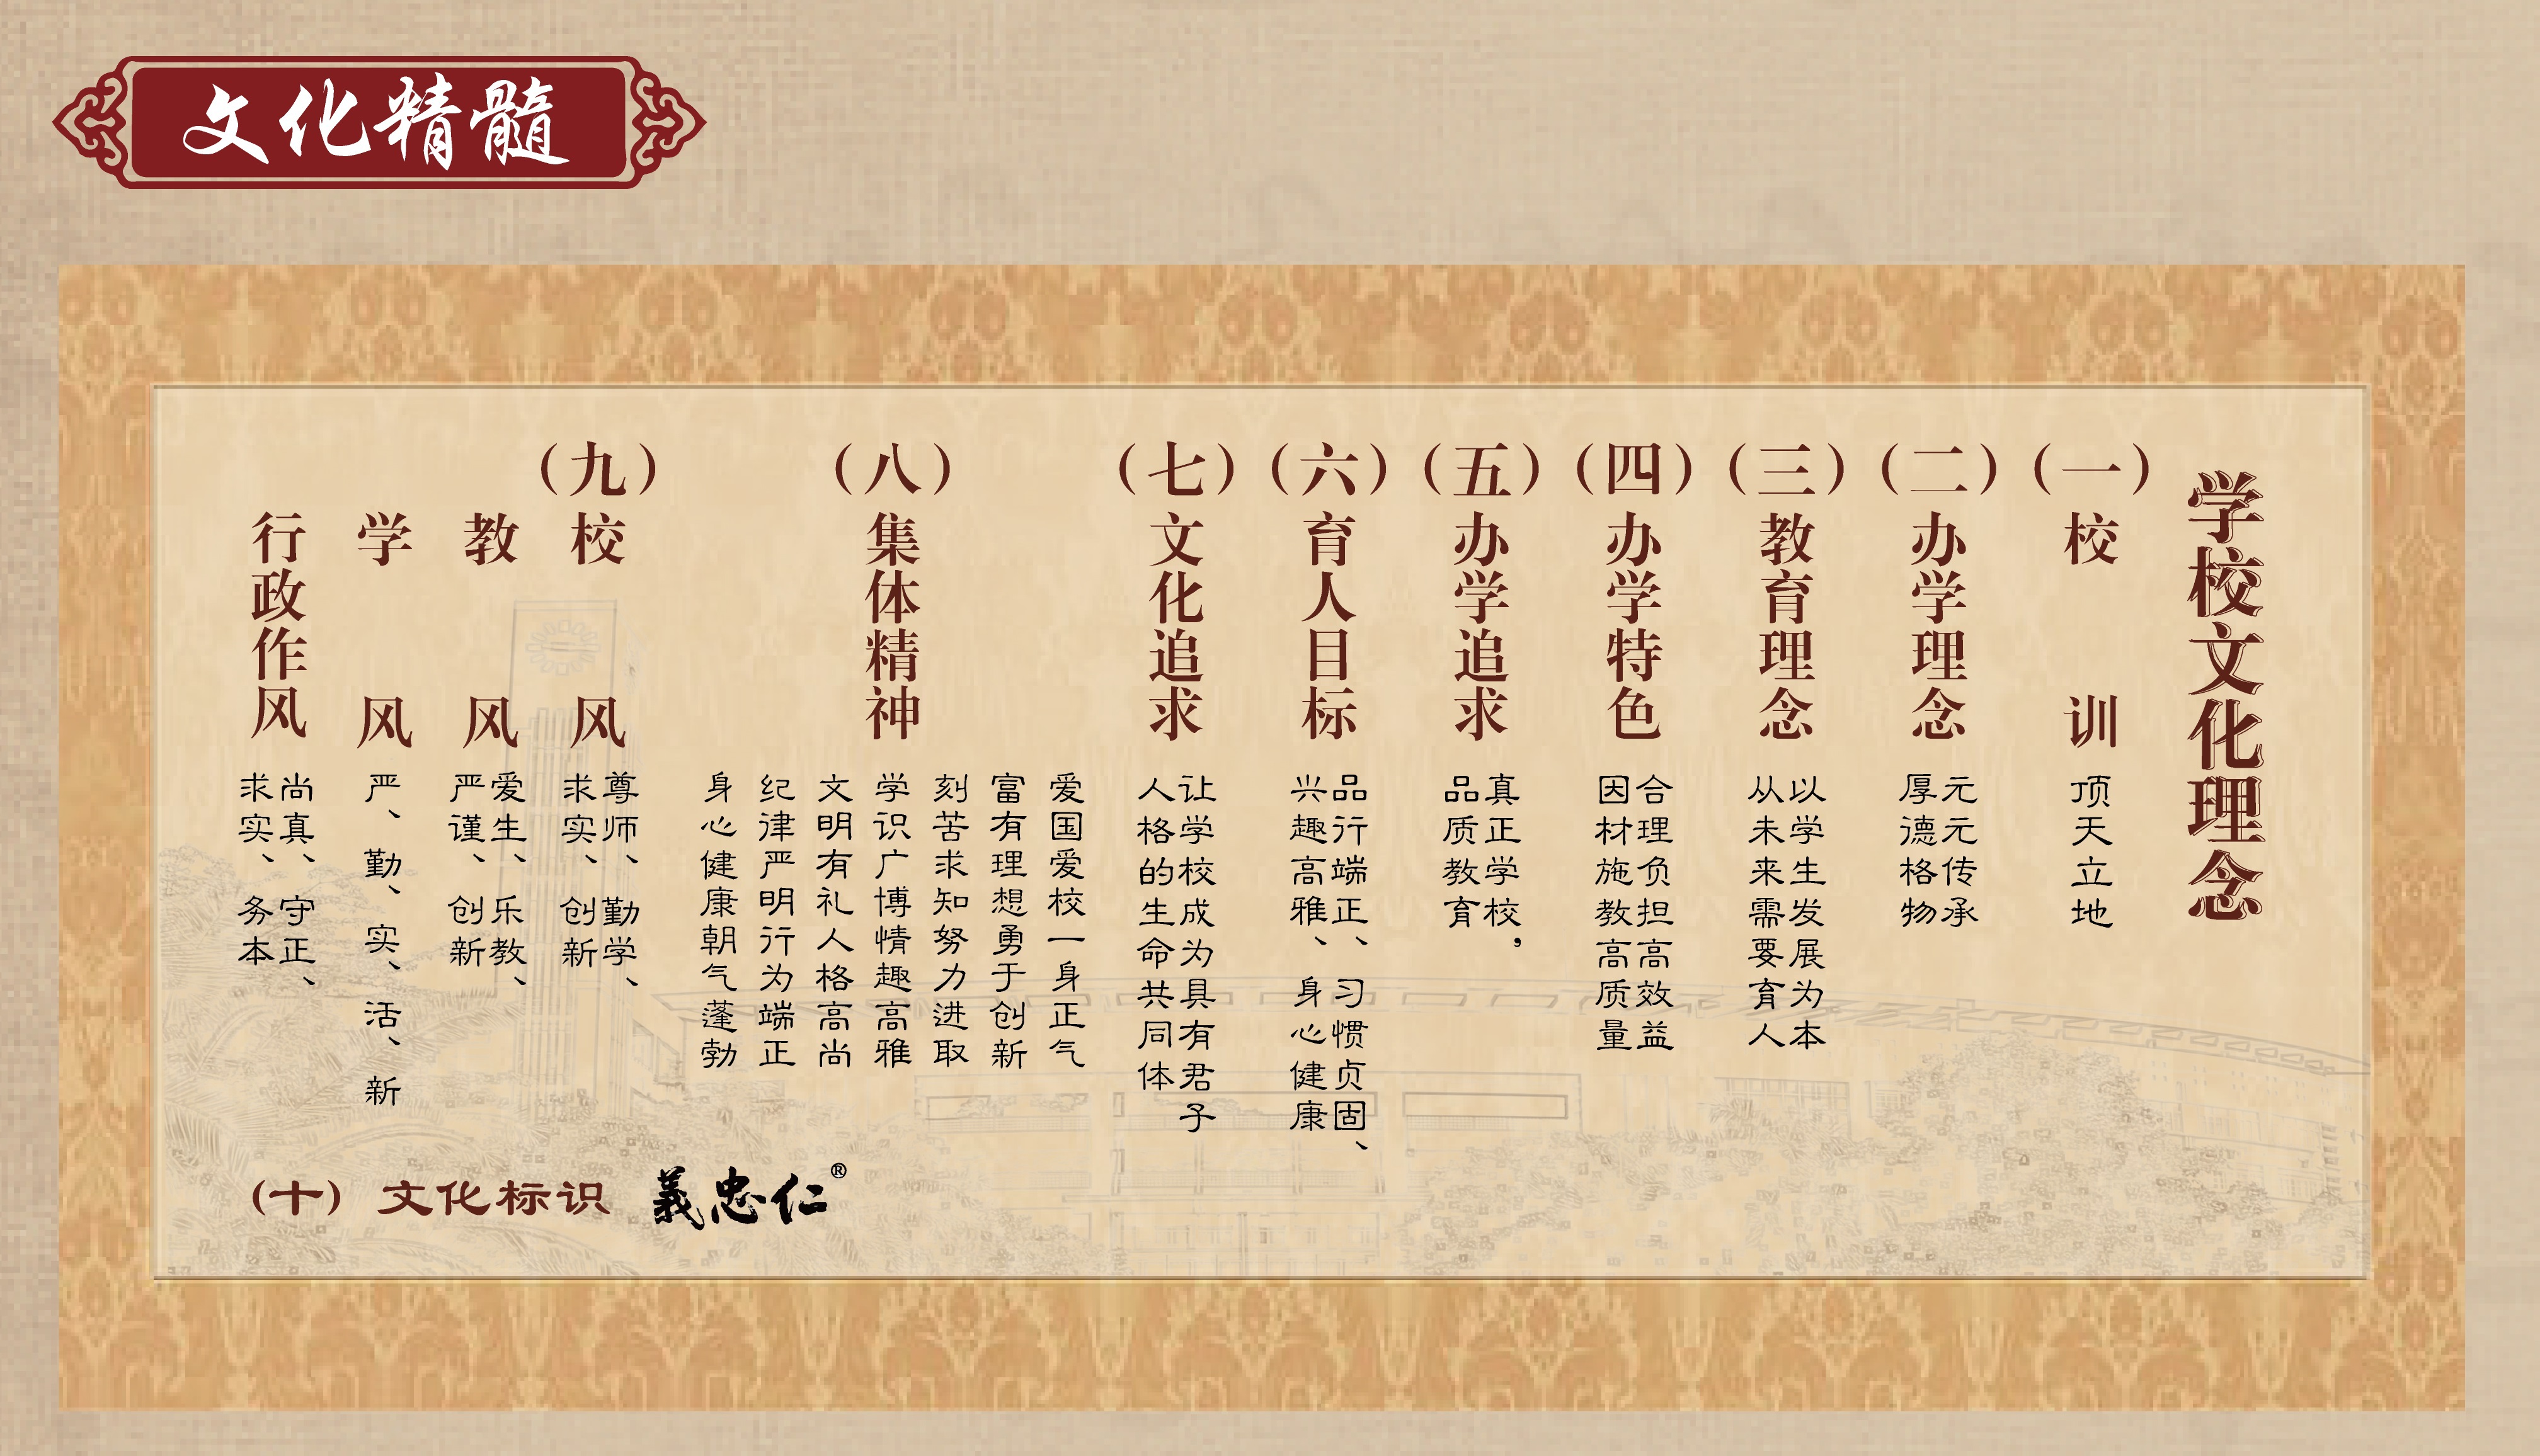 文化精髓
学校文化理念
（一）
校训
顶天立地
（二）
办学理念
元元传承
厚德格物
（三）
教育理念
以学生发展为本
从未来需要育人
（四）
办学特色
合理负担高效益
因材施教高质量
（五）
办学追求
真正学校，
品质教育
（六）
育人目标
品行端正、习惯贞固、
兴趣高雅、身心健康
（七）
文化追求
让学校成为具有君子
人格的生命共同体
（八）
集体精神
爱国爱校一身正气
富有理想勇于创新
刻苦求知努力进取
学识广博情趣高雅
文明有礼人格高尚
纪律严明行为端正
身心健康朝气蓬勃
（九）
校风
尊师、勤学、
求实、创新
教风
爱生、乐教、
严谨、创新
学风
严、勤、实、活、新
行政作风
尚真、守正、
求实、务本
（十）文化标识 義忠仁®